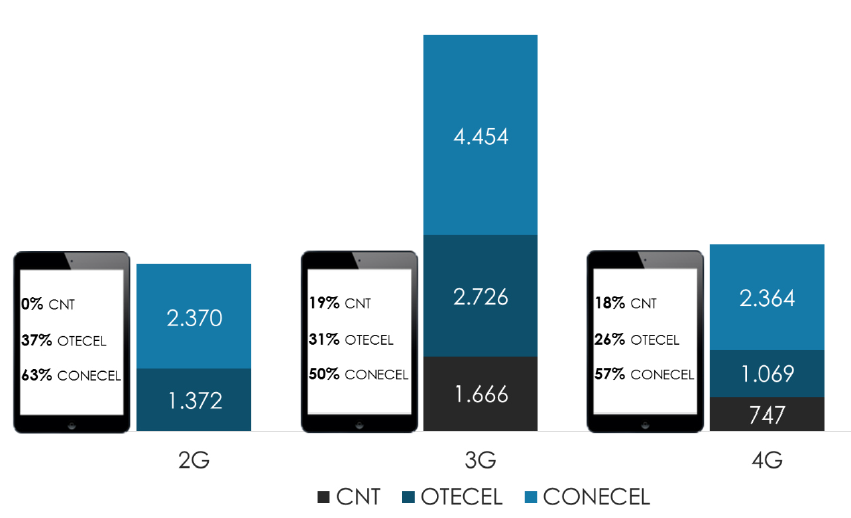 4.454
2.726
1.666
0% CNT
37% OTECEL
63% CONECEL
2.370
1.372
19% CNT
31% OTECEL
50% CONECEL
18% CNT
26% OTECEL
57% CONECEL
2.364
1.069
747
2G
3G
4G
CNT OTECEL CONECEL